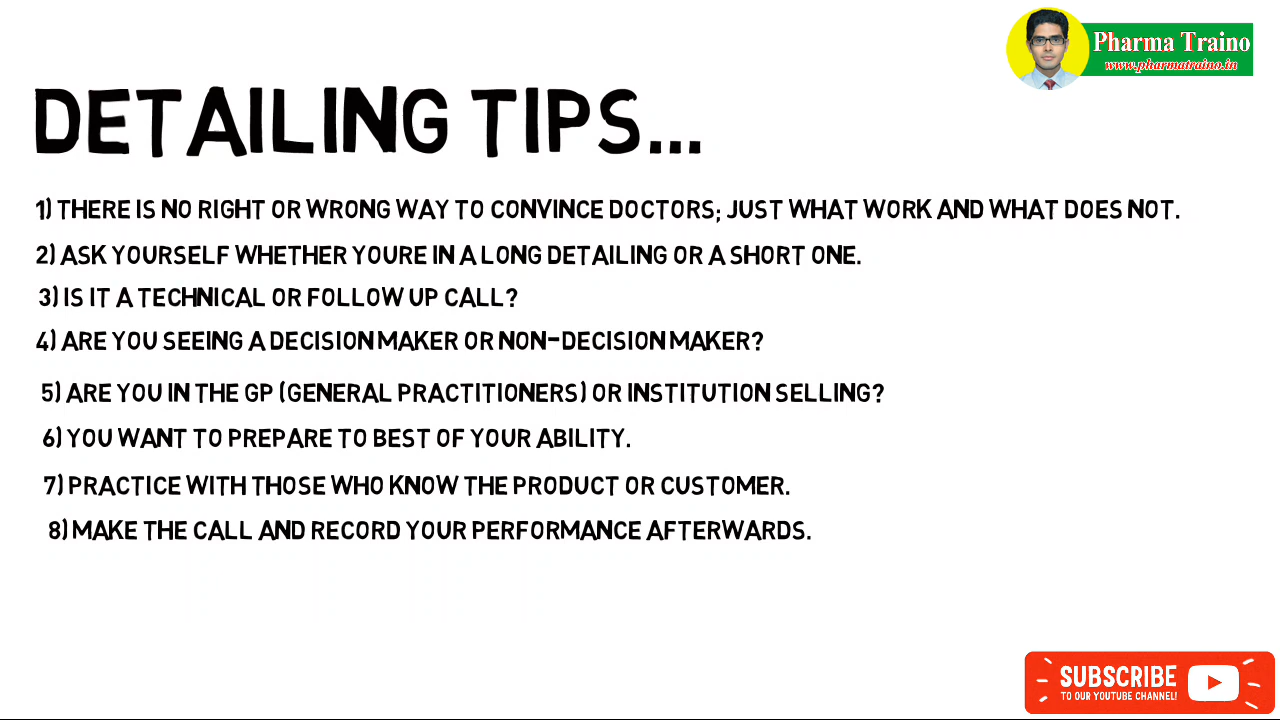 Pharma Traino
www.pharmatraino.in
DETAILING TIPS...
1) THERE IS NO RIGHT OR WRONG WAY TO CONVINCE DOCTORS; JUST WHAT WORK AND WHAT DOES NOT.
2) ASK YOURSELF WHETHER YOURE IN A LONG DETAILING OR A SHORT ONE.
3) IS IT A TECHNICAL OR FOLLOW UP CALL?
4) ARE YOU SEEING A DECISION MAKER OR NON-DECISION MAKER?
5) ARE YOU IN THE GP (GENERAL PRACTITIONERS) OR INSTITUTION SELLING?
6) YOU WANT TO PREPARE TO BEST OF YOUR ABILITY.
7) PRACTICE WITH THOSE WHO KNOW THE PRODUCT OR CUSTOMER.
8) MAKE THE CALL AND RECORD YOUR PERFORMANCE AFTERWARDS.
SUBSCRIBE
TO OUR YOUTUBE CHANNEL!